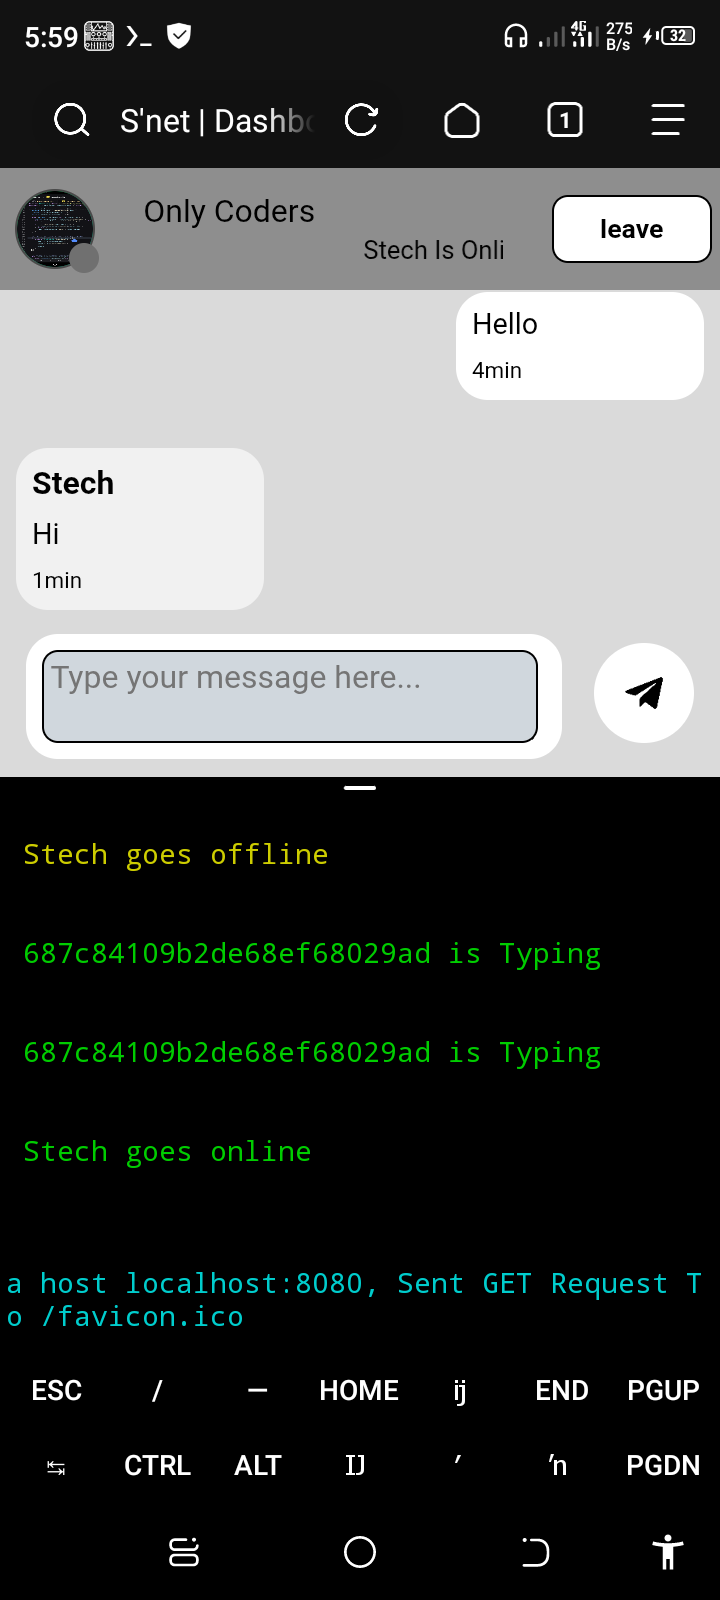 5:59 4G 275 B/s 32
S'net | Dashbo 1
Only Coders
Stech Is Onli
leave
Hello
4min
Stech
Hi
1min
Type your message here...
Stech goes offline
687c84109b2de68ef68029ad is Typing
687c84109b2de68ef68029ad is Typing
Stech goes online
a host localhost:8080, Sent GET Request T
o /favicon.ico
ESC / — HOME ĳ END PGUP
↹ CTRL ALT Ĳ ʼ ŉ PGDN